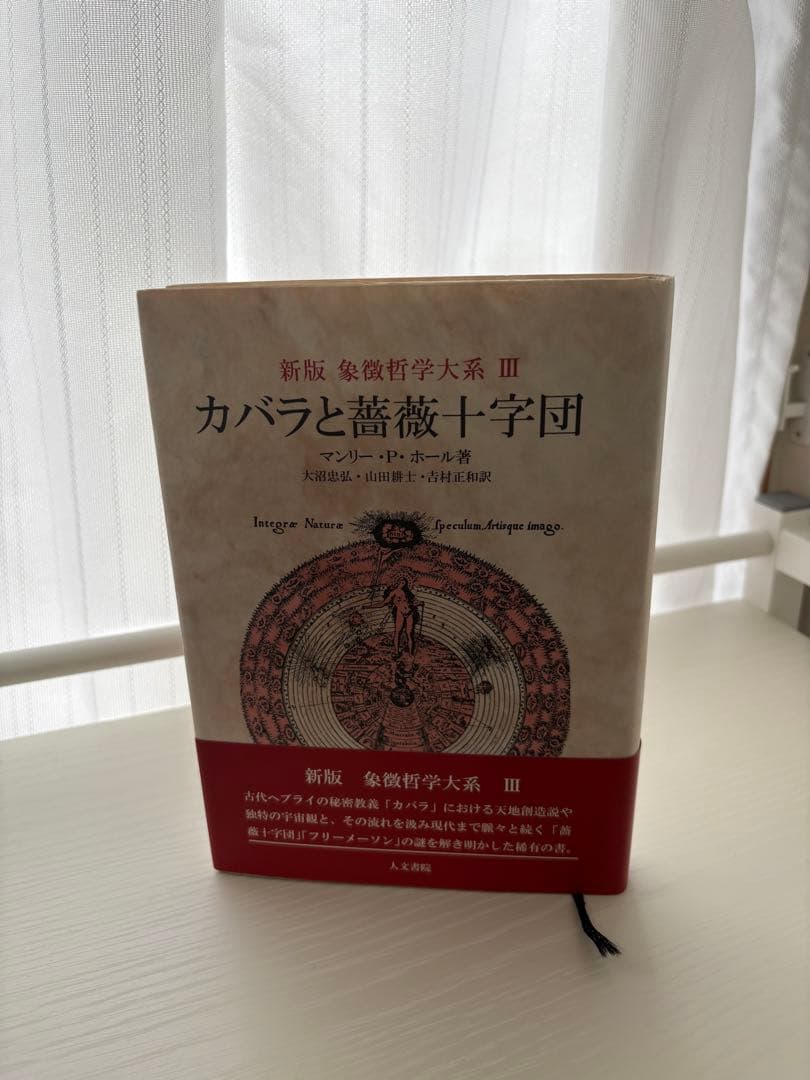 新版 象徴哲学大系 III
カバラと薔薇十字団
マンリー・P・ホール著
大沼忠弘・山田耕士・吉村正和訳
Integræ Naturæ Speculum Artisque imago.
新版 象徴哲学大系 III
古代ヘブライの秘密教義「カバラ」における天地創造説や
独特の宇宙観と、その流れを汲み現代まで脈々と続く「薔
薇十字団」「フリーメーソン」の謎を解き明かした稀有の書。
人文書院